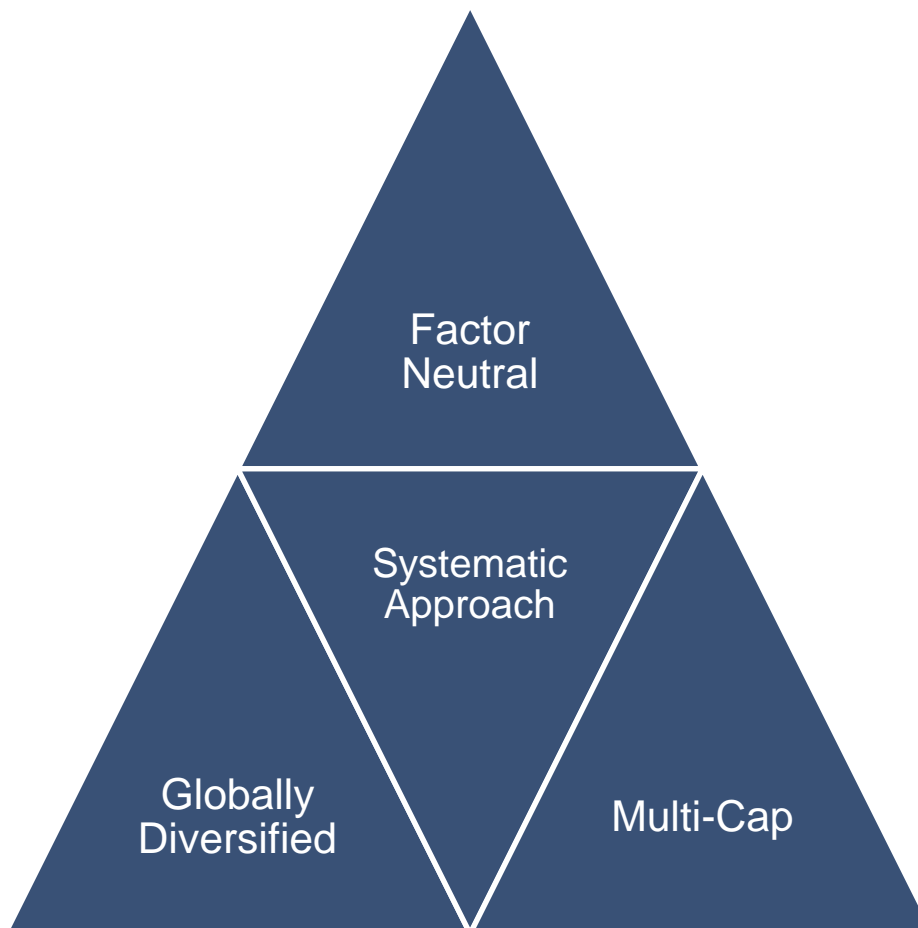 Factor
Neutral
Systematic
Approach
Globally
Diversified
Multi-Cap